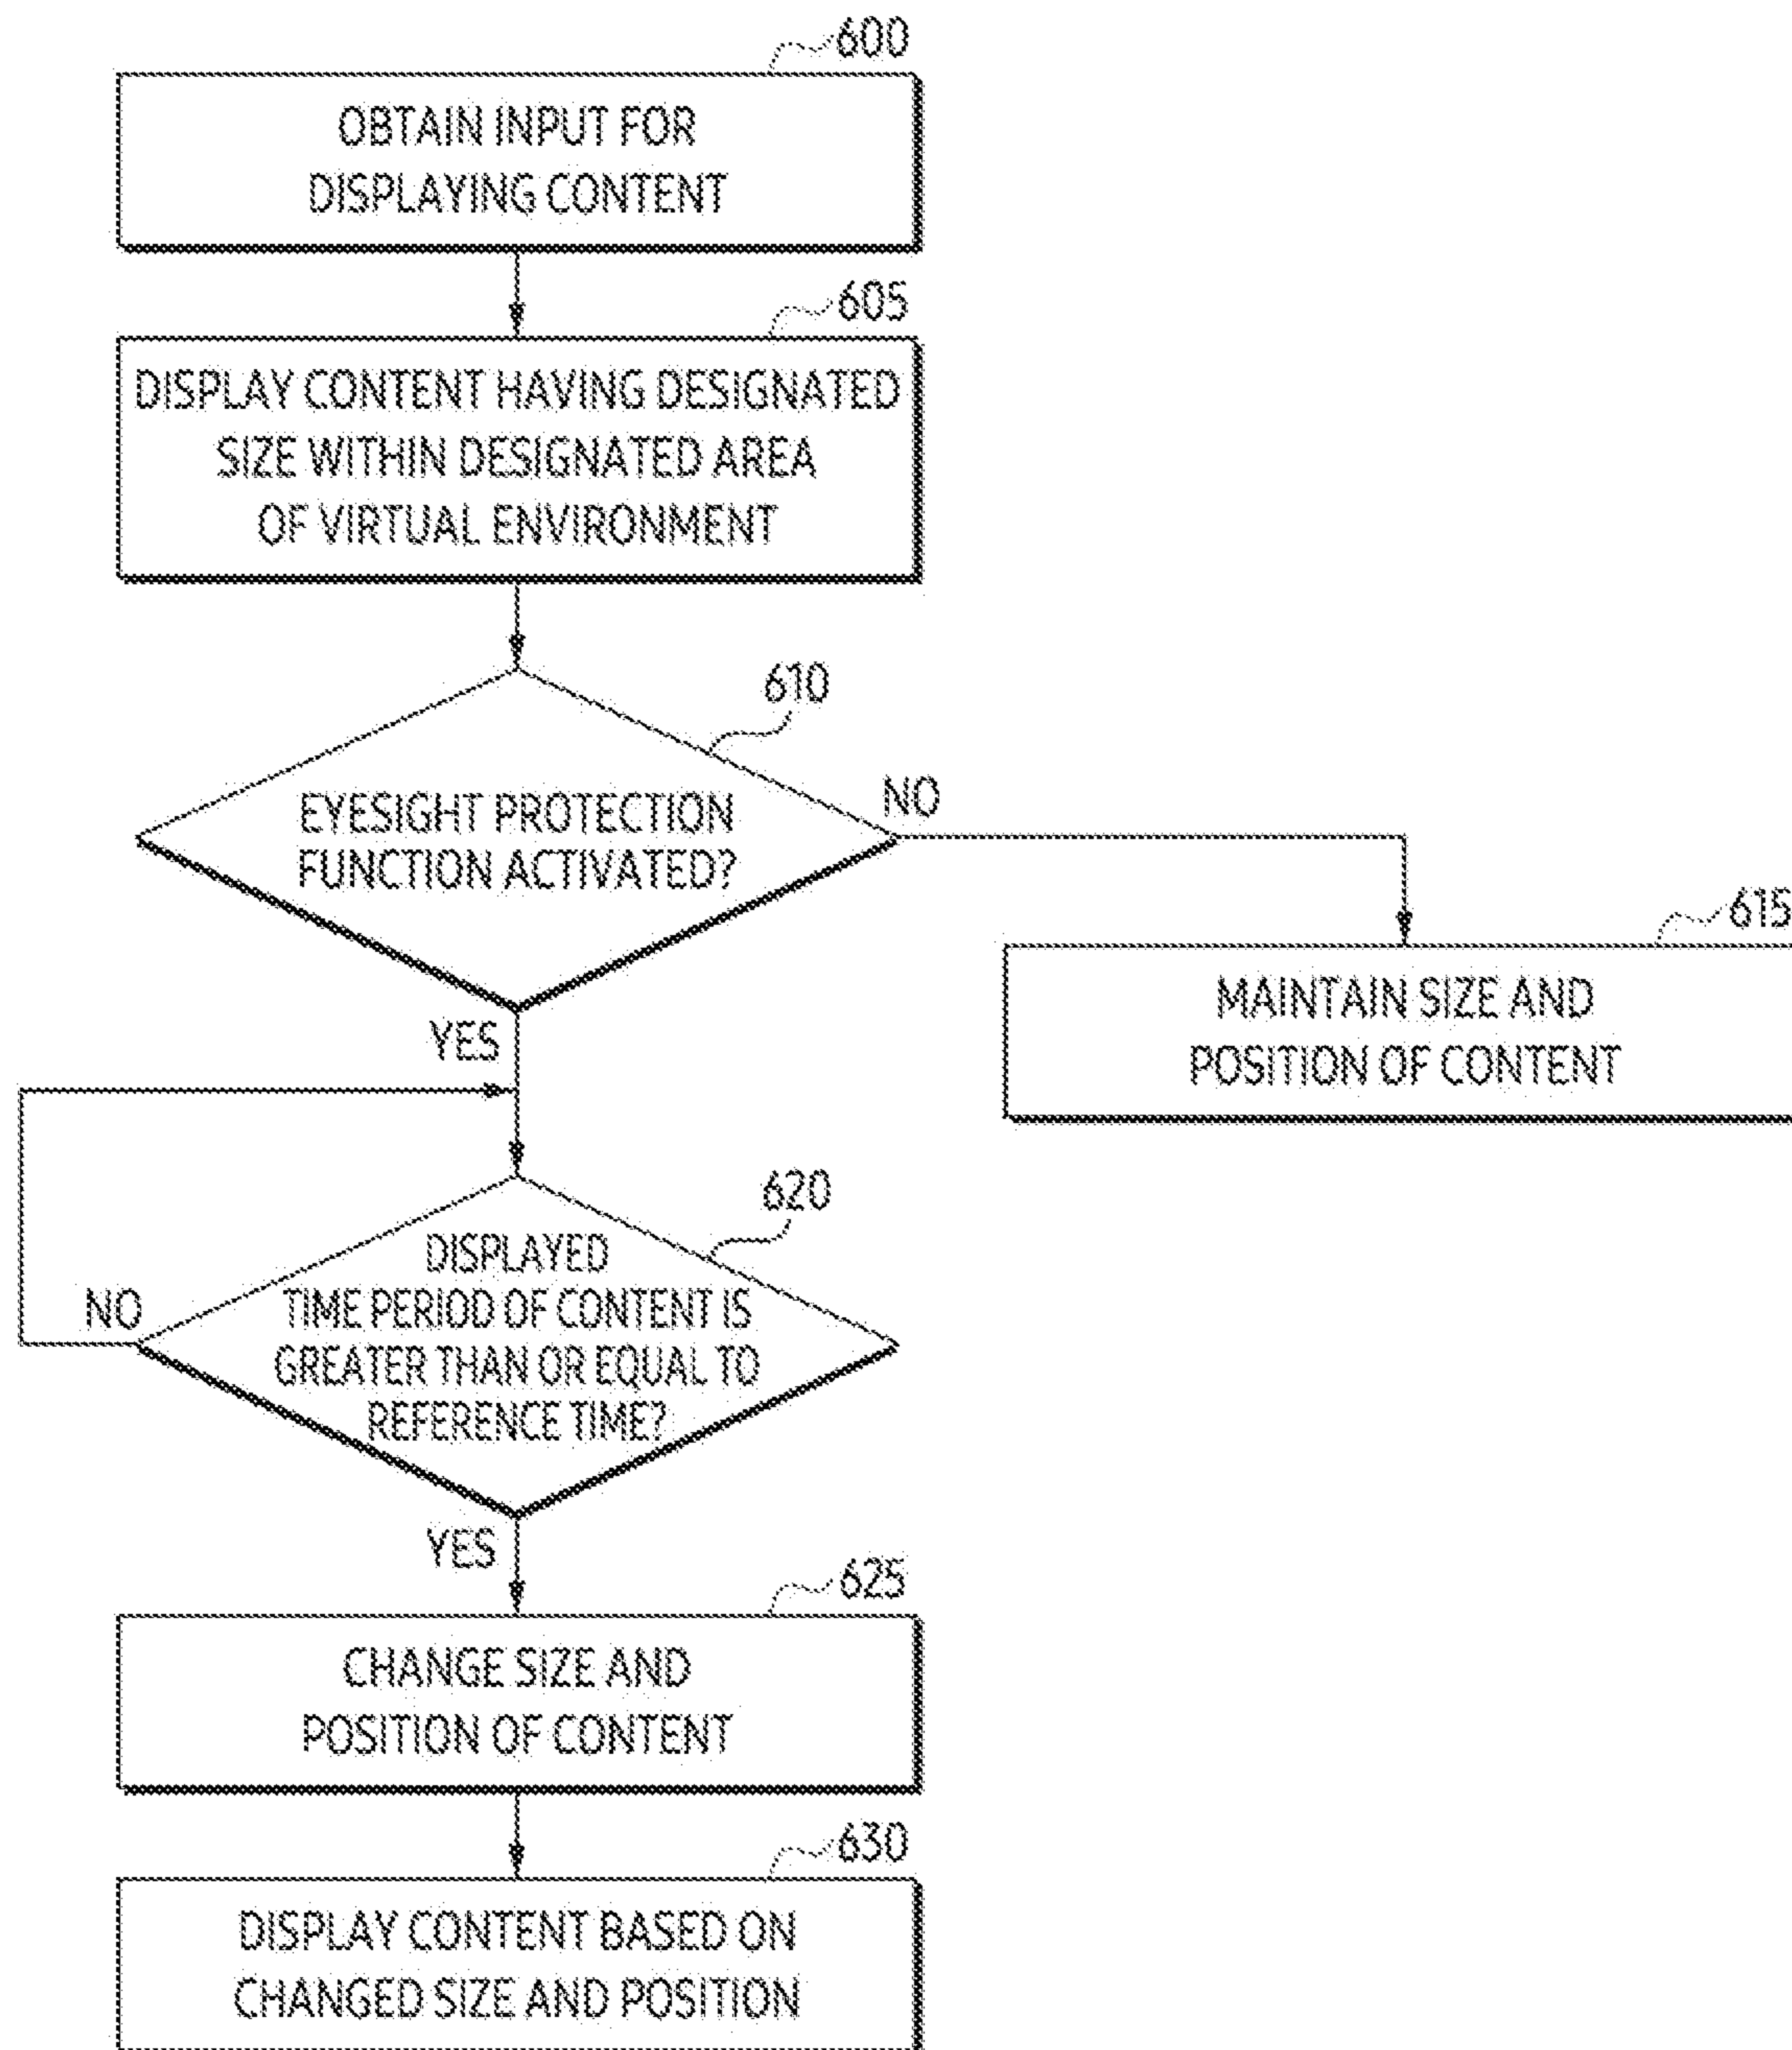 600
OBTAIN INPUT FOR
DISPLAYING CONTENT
605
DISPLAY CONTENT HAVING DESIGNATED
SIZE WITHIN DESIGNATED AREA
OF VIRTUAL ENVIRONMENT
610
EYESIGHT PROTECTION
FUNCTION ACTIVATED?
NO
YES
615
MAINTAIN SIZE AND
POSITION OF CONTENT
620
DISPLAYED
TIME PERIOD OF CONTENT IS
GREATER THAN OR EQUAL TO
REFERENCE TIME?
NO
YES
625
CHANGE SIZE AND
POSITION OF CONTENT
630
DISPLAY CONTENT BASED ON
CHANGED SIZE AND POSITION